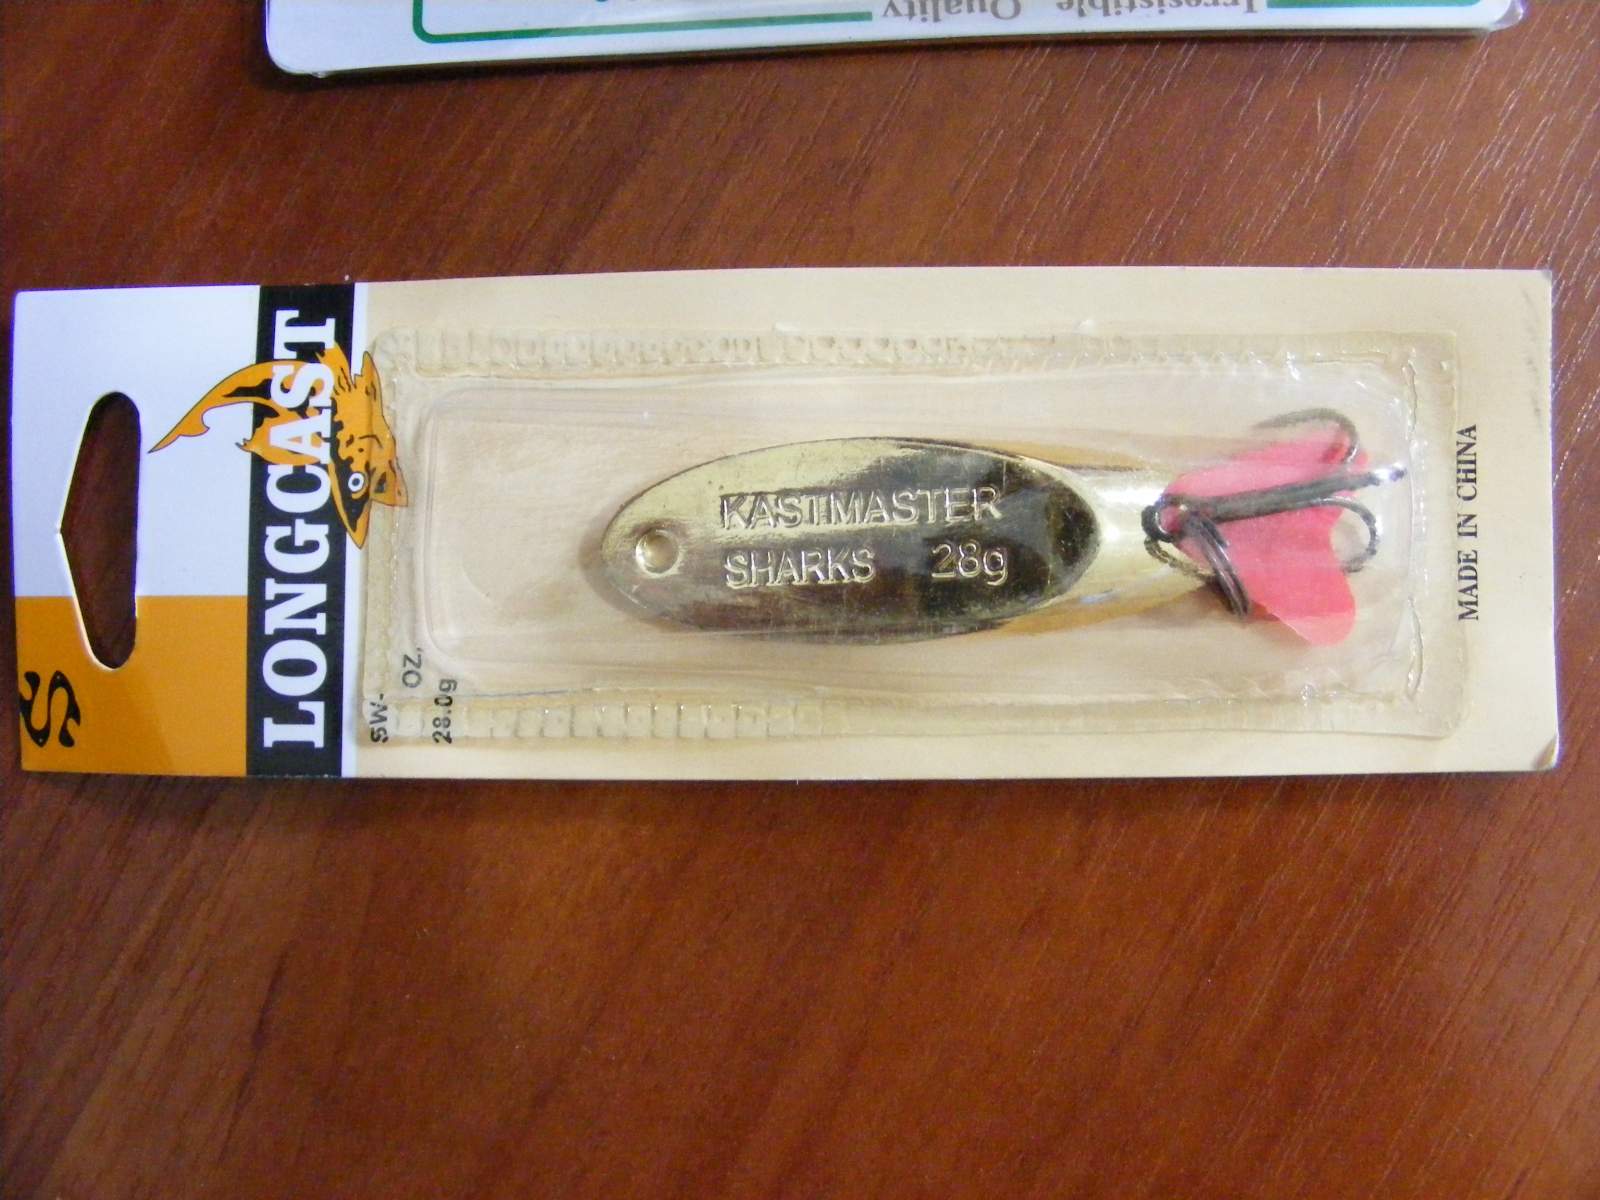 Irresistible Quality
S
LONGCAST
SW-
OZ.
28.0g
KASTMASTER
SHARKS 28g
MADE IN CHINA